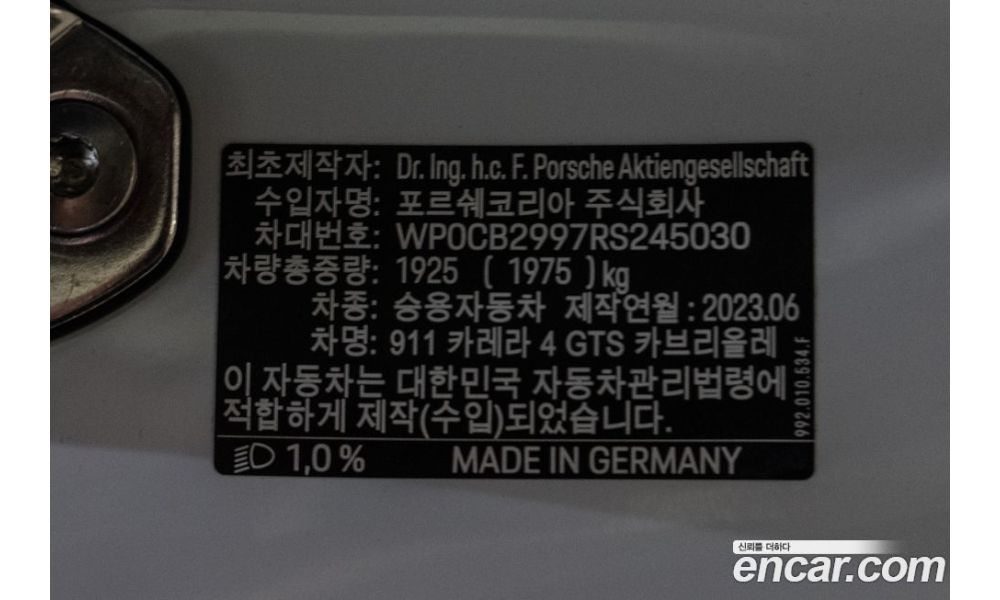 최초제작자: Dr. Ing. h.c. F. Porsche Aktiengesellschaft
수입자명: 포르쉐코리아 주식회사
차대번호: WP0CB2997RS245030
차량총중량: 1925 ( 1975 )kg
차종: 승용자동차 제작연월: 2023.06
차명: 911 카레라 4 GTS 카브리올레
이 자동차는 대한민국 자동차관리법령에
적합하게 제작(수입)되었습니다.
992.010.534.F
1,0 % MADE IN GERMANY
신뢰를 더하다
encar.com